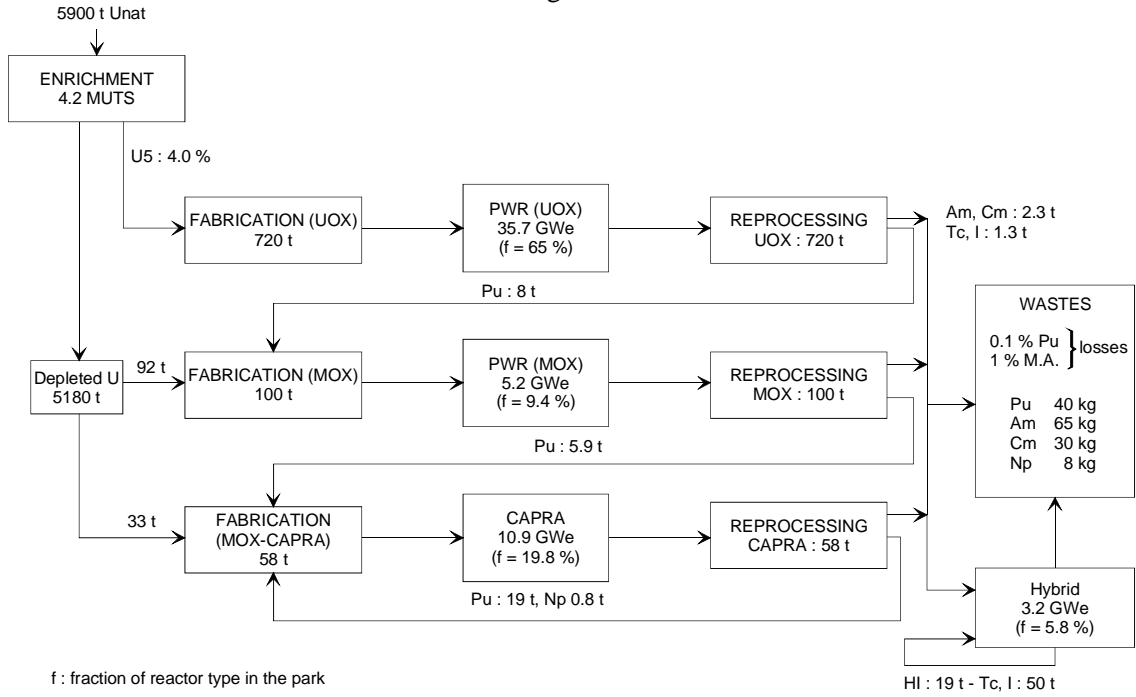 5900 t Unat
ENRICHMENT
4.2 MUTS
U5 : 4.0 %
FABRICATION (UOX)
720 t
PWR (UOX)
35.7 GWe
(f = 65 %)
REPROCESSING
UOX : 720 t
Am, Cm : 2.3 t
Tc, I : 1.3 t
Pu : 8 t
Depleted U
5180 t
92 t
FABRICATION (MOX)
100 t
PWR (MOX)
5.2 GWe
(f = 9.4 %)
REPROCESSING
MOX : 100 t
WASTES
0.1 % Pu
1 % M.A.
losses
Pu 40 kg
Am 65 kg
Cm 30 kg
Np 8 kg
Pu : 5.9 t
33 t
FABRICATION
(MOX-CAPRA)
58 t
CAPRA
10.9 GWe
(f = 19.8 %)
REPROCESSING
CAPRA : 58 t
Pu : 19 t, Np 0.8 t
Hybrid
3.2 GWe
(f = 5.8 %)
f : fraction of reactor type in the park
HI : 19 t - Tc, I : 50 t